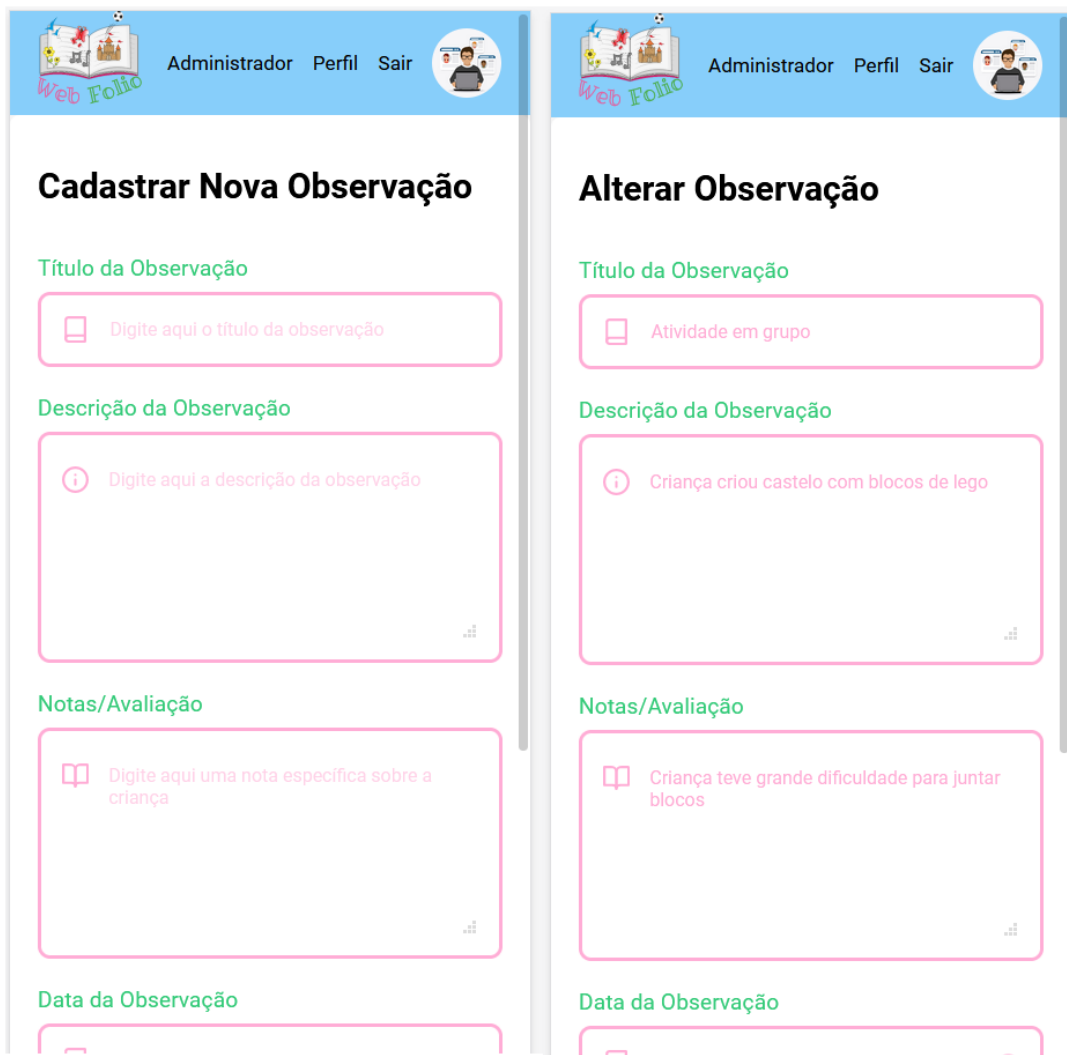 Web Folio
Administrador Perfil Sair
Cadastrar Nova Observação
Título da Observação
Digite aqui o título da observação
Descrição da Observação
Digite aqui a descrição da observação
Notas/Avaliação
Digite aqui uma nota específica sobre a
criança
Data da Observação
Web Folio
Administrador Perfil Sair
Alterar Observação
Título da Observação
Atividade em grupo
Descrição da Observação
Criança criou castelo com blocos de lego
Notas/Avaliação
Criança teve grande dificuldade para juntar
blocos
Data da Observação